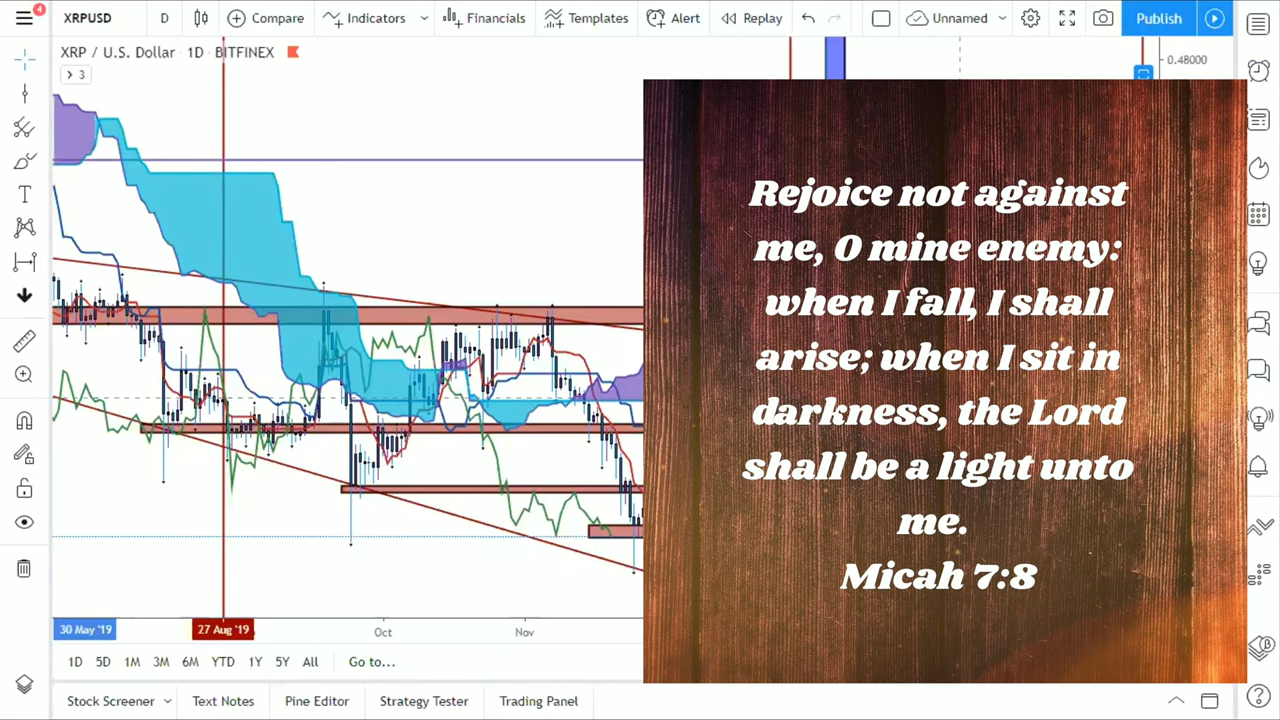 4
XRPUSD D Compare Indicators Financials Templates Alert Replay Unnamed Publish
XRP / U.S. Dollar · 1D · BITFINEX
3
0.48000
Rejoice not against
me, O mine enemy:
when I fall, I shall
arise; when I sit in
darkness, the Lord
shall be a light unto
me.
Micah 7:8
30 May '19 27 Aug '19 Oct Nov
1D 5D 1M 3M 6M YTD 1Y 5Y All Go to...
Stock Screener Text Notes Pine Editor Strategy Tester Trading Panel